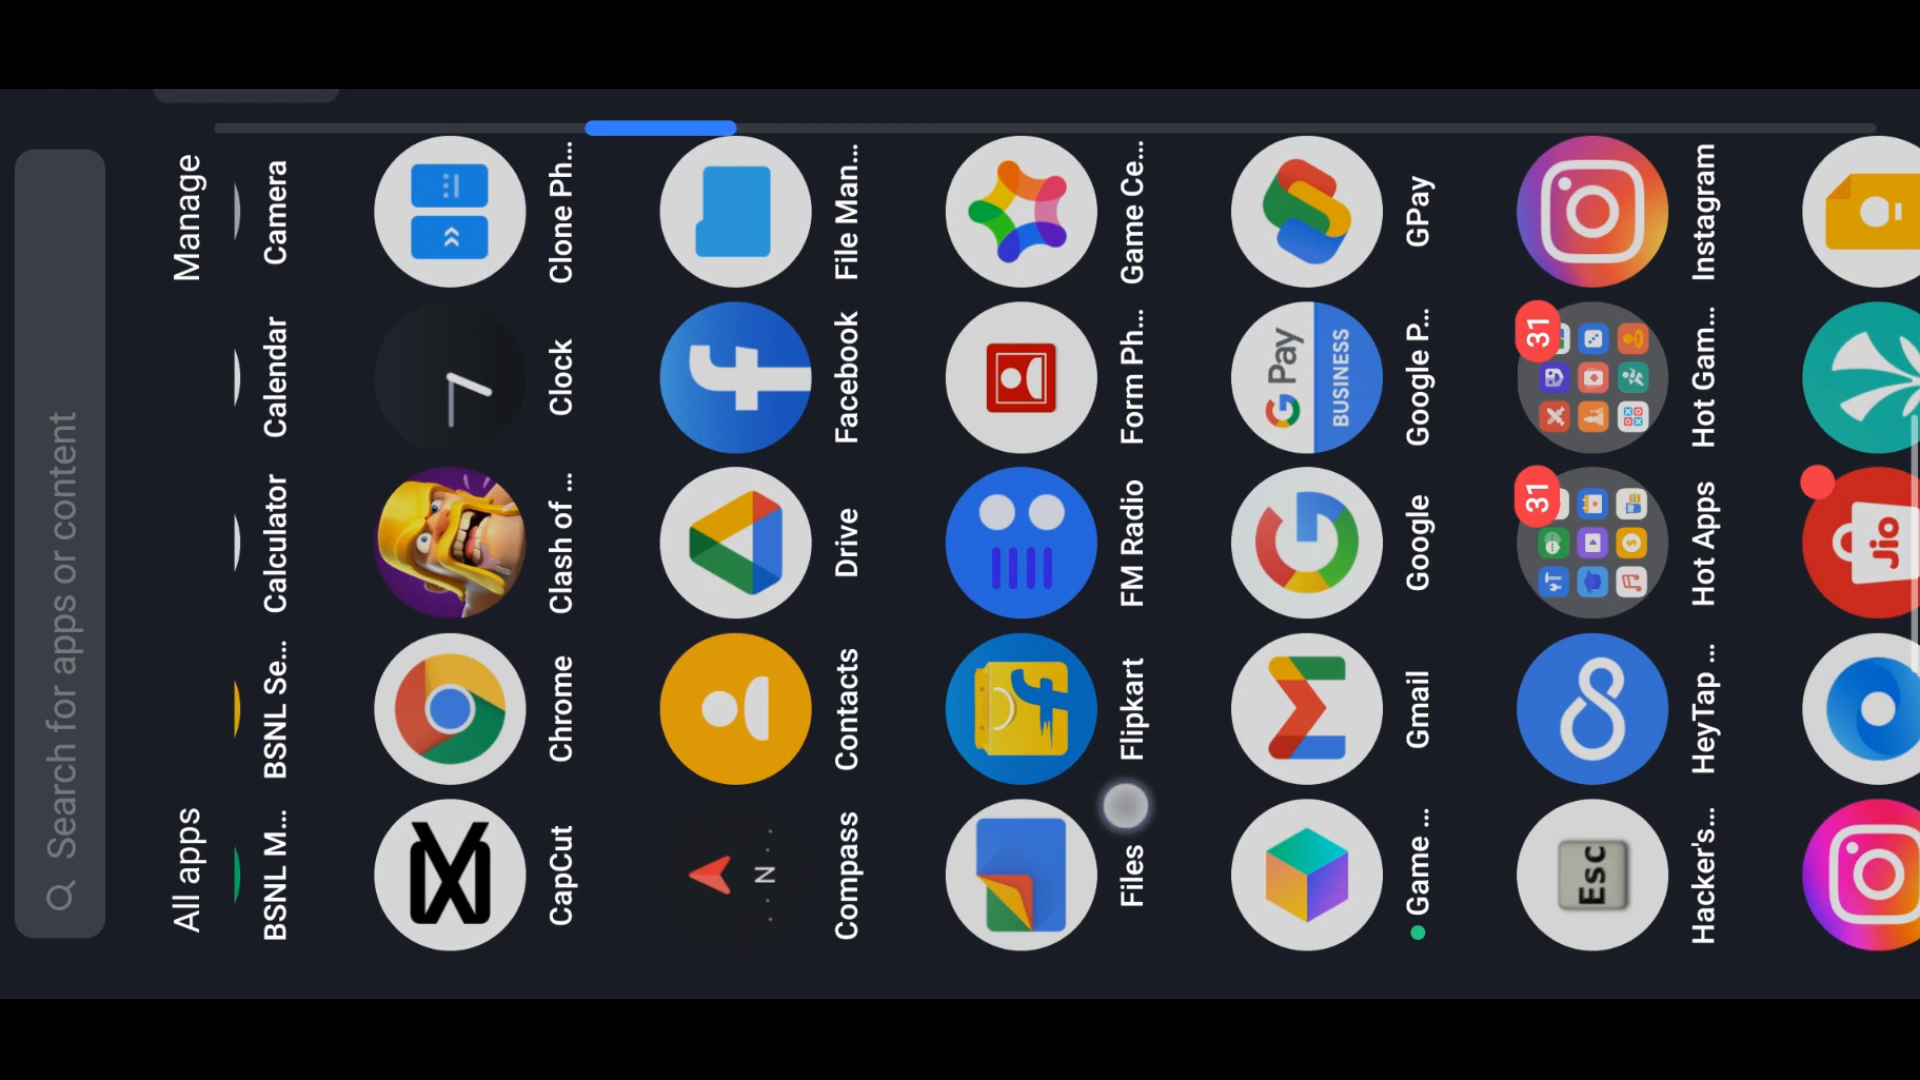 Search for apps or content
All apps
Manage
BSNL M...
BSNL Se...
Calculator
Calendar
Camera
CapCut
Chrome
Clash of ...
Clock
Clone Ph...
N
Compass
Contacts
Drive
Facebook
File Man...
Files
Flipkart
FM Radio
Form Ph...
Game Ce...
Game ...
Gmail
Google
G Pay
BUSINESS
Google P...
GPay
Esc
31
31
Hacker's...
HeyTap ...
Hot Apps
Hot Gam...
Instagram
Jio